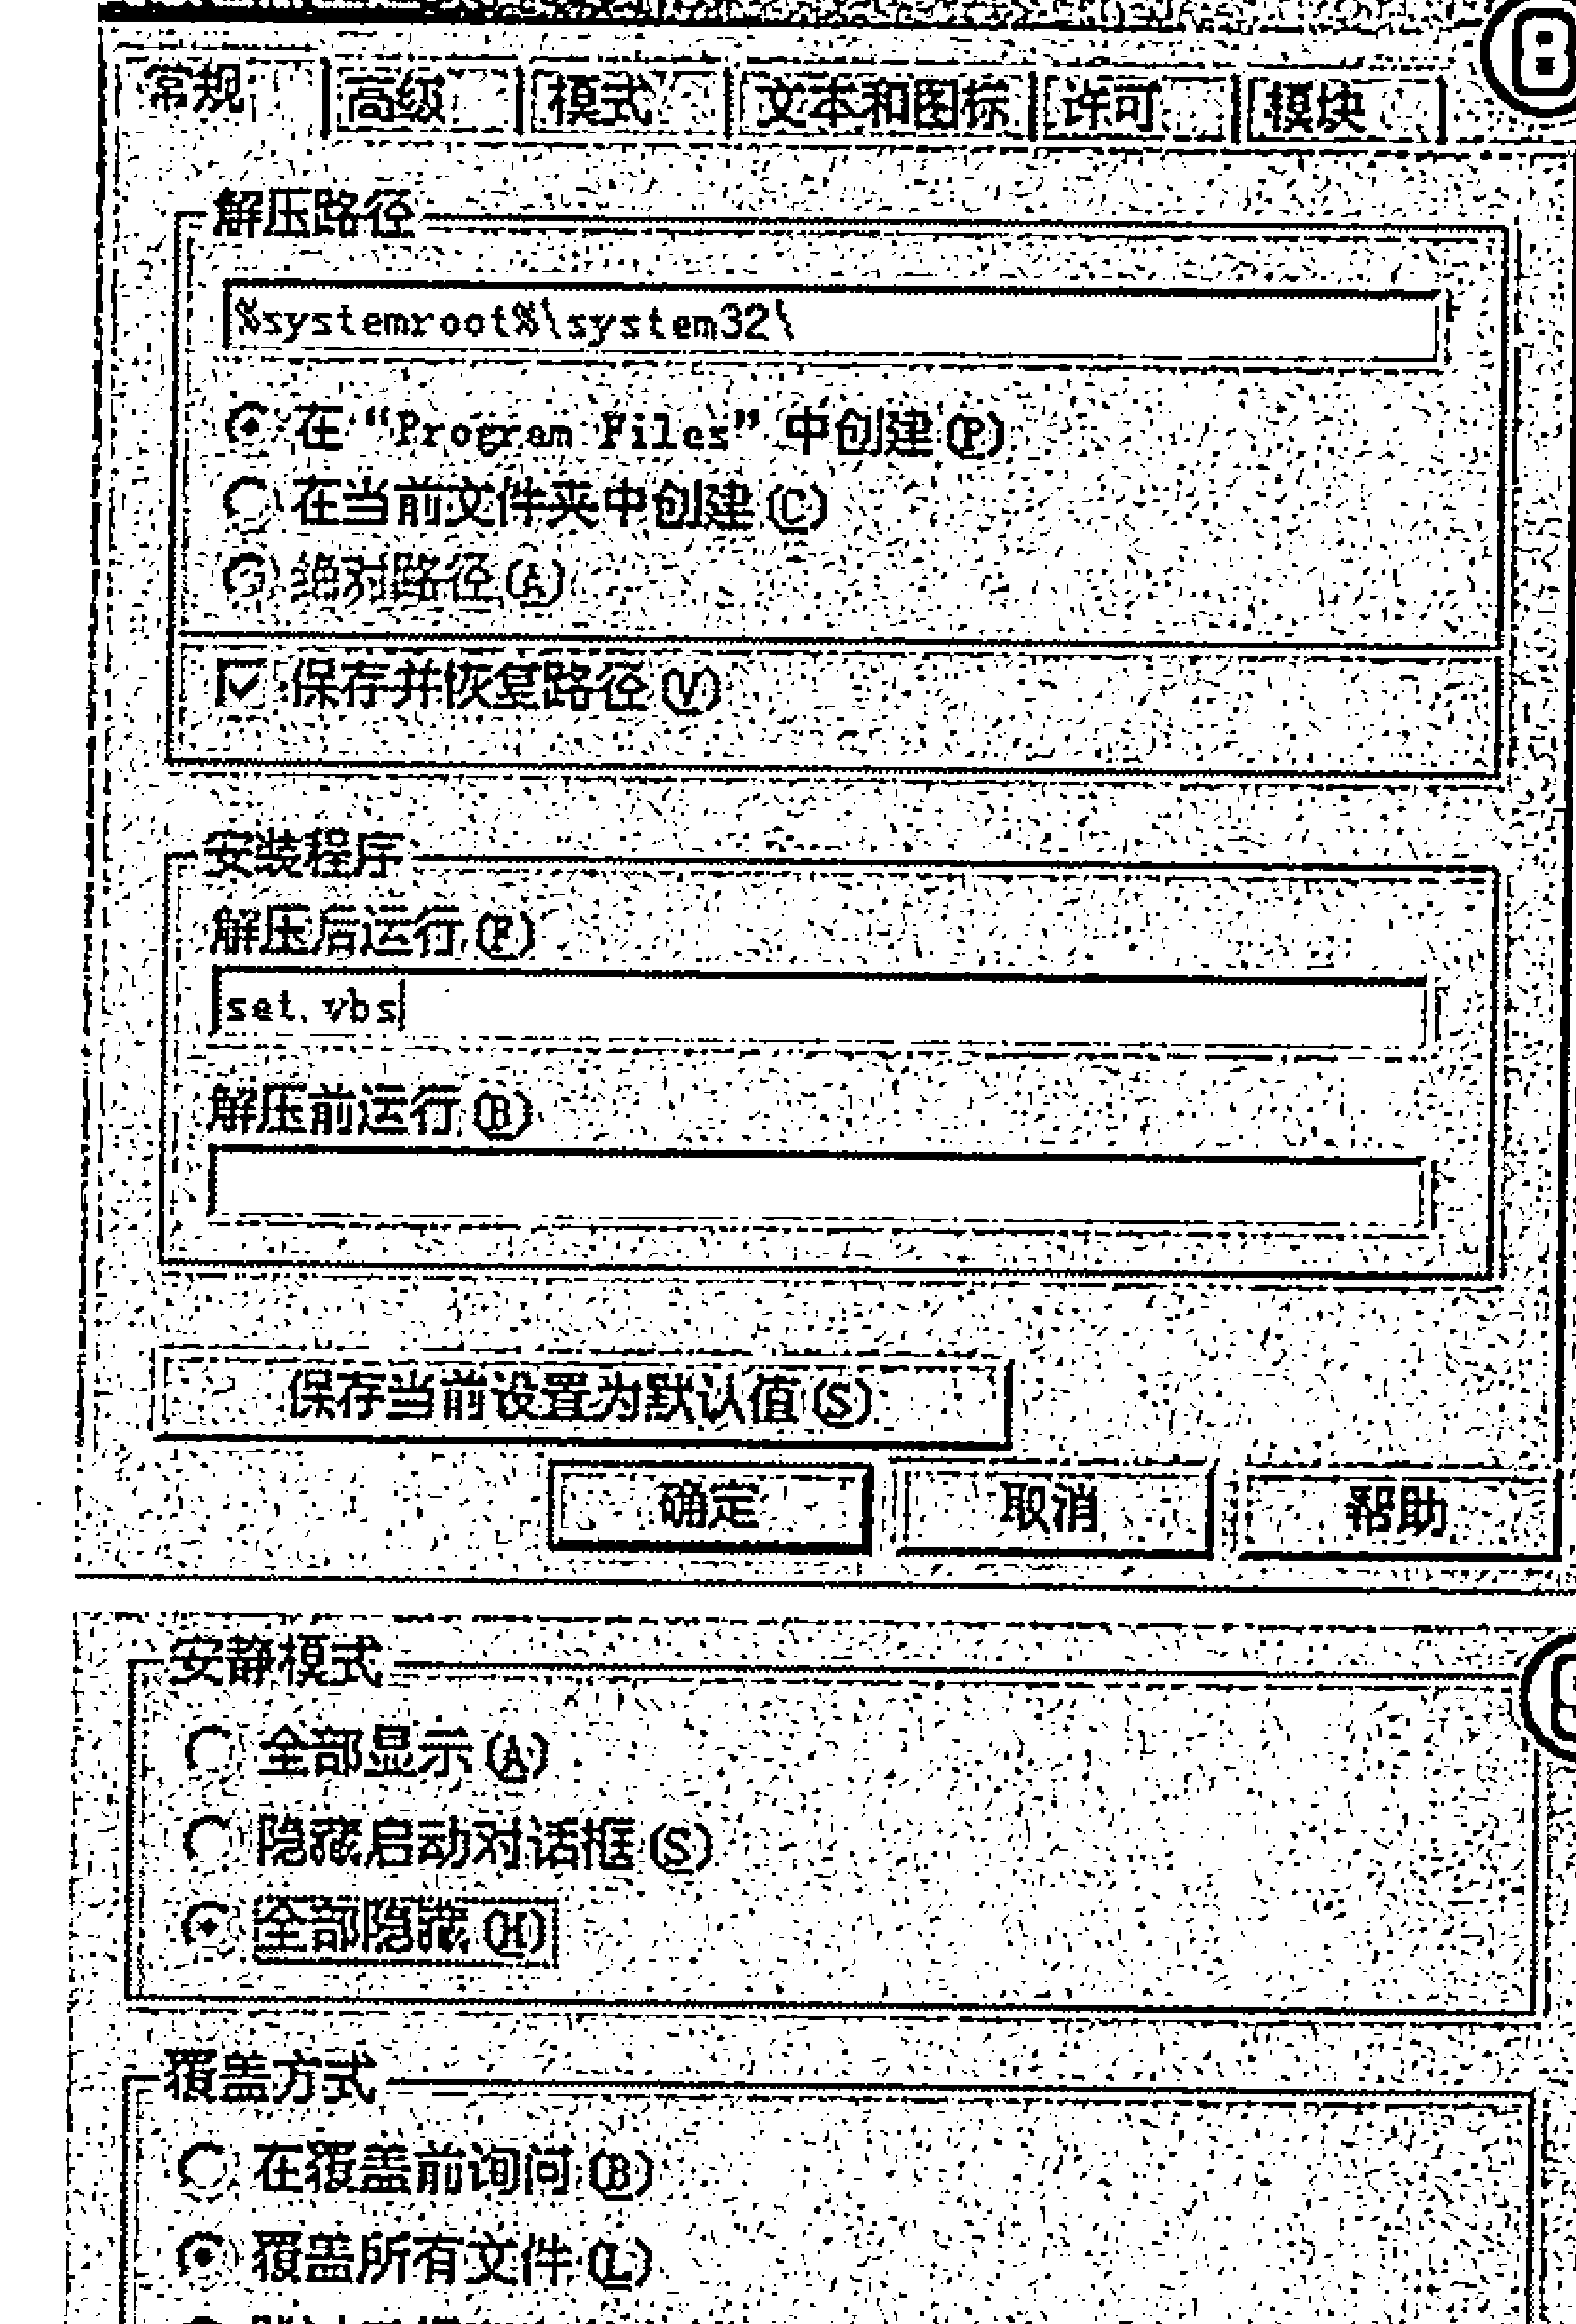 ⑧
常规 高级 模式 文本和图标 许可 模块
解压路径
%systemroot%\system32\
在“Program Files”中创建(P)
在当前文件夹中创建(C)
绝对路径(A)
保存并恢复路径(V)
安装程序
解压后运行(F)
set.vbs
解压前运行(B)
保存当前设置为默认值(S)
确定 取消 帮助
安静模式
全部显示(A)
隐藏启动对话框(S)
全部隐藏(H)
覆盖方式
在覆盖前询问(B)
覆盖所有文件(L)